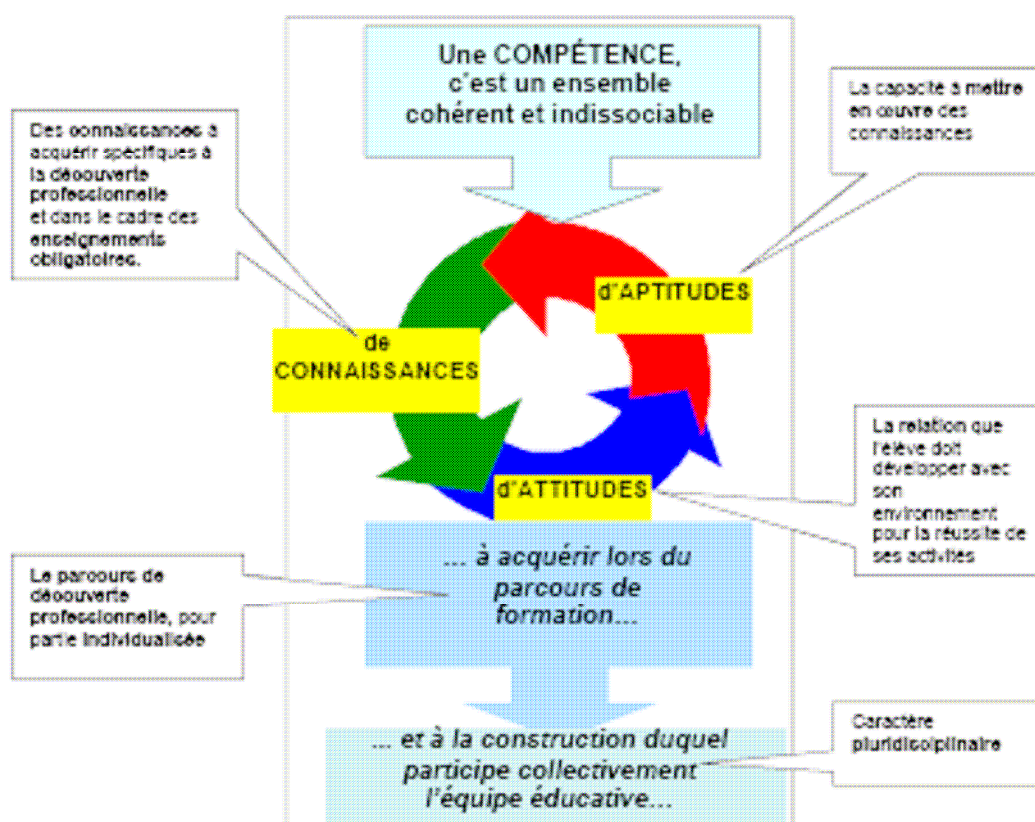 Une COMPÉTENCE,
c'est un ensemble
cohérent et indissociable
La capacité à mettre
en œuvre des
connaissances
Des connaissances à
acquérir spécifiques à
la découverte
professionnelle
et dans le cadre des
enseignements
obligatoires.
d'APTITUDES
de
CONNAISSANCES
La relation que
l'élève doit
développer avec
son
environnement
pour la réussite de
ses activités
d'ATTITUDES
... à acquérir lors du
parcours de
formation...
Le parcours de
découverte
professionnelle, pour
partie individualisée
... et à la construction duquel
participe collectivement
l'équipe éducative...
Caractère
pluridisciplinaire